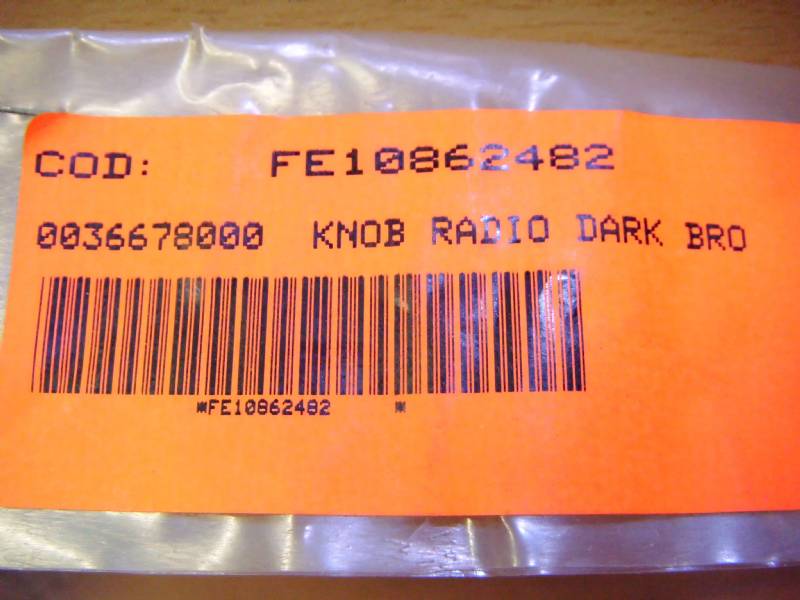 COD: FE10862482
0036678000 KNOB RADIO DARK BRO
*FE10862482 *